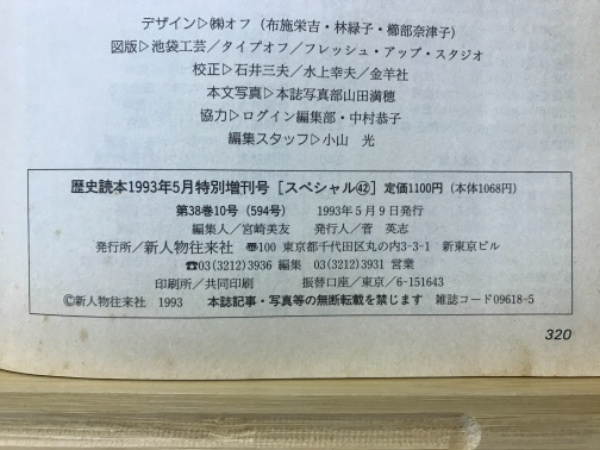 デザイン▷㈱オフ(布施栄吉・林緑子・櫛部奈津子)
図版▷池袋工芸／タイプオフ／フレッシュ・アップ・スタジオ
校正▷石井三夫／水上幸夫／金羊社
本文写真▷本誌写真部山田満穂
協力▷ログイン編集部・中村恭子
編集スタッフ▷小山 光
歴史読本1993年5月特別増刊号[スペシャル㊷]定価1100円(本体1068円)
第38巻10号(594号) 1993年5月9日発行
編集人／宮崎美友 発行人／菅 英志
発行所／新人物往来社 〠100 東京都千代田区丸の内3-3-1 新東京ビル
☎03(3212)3936 編集 03(3212)3931 営業
印刷所／共同印刷 振替口座／東京／6-151643
©新人物往来社 1993 本誌記事・写真等の無断転載を禁じます 雑誌コード09618-5
320